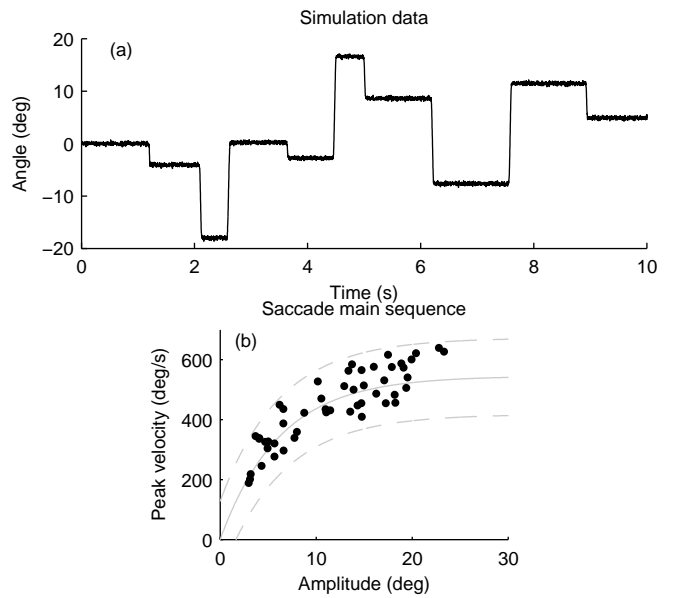 Simulation data
(a)
20
10
0
−10
−20
Angle (deg)
0 2 4 6 8 10
Time (s)
Saccade main sequence
(b)
600
400
200
0
Peak velocity (deg/s)
0 10 20 30
Amplitude (deg)